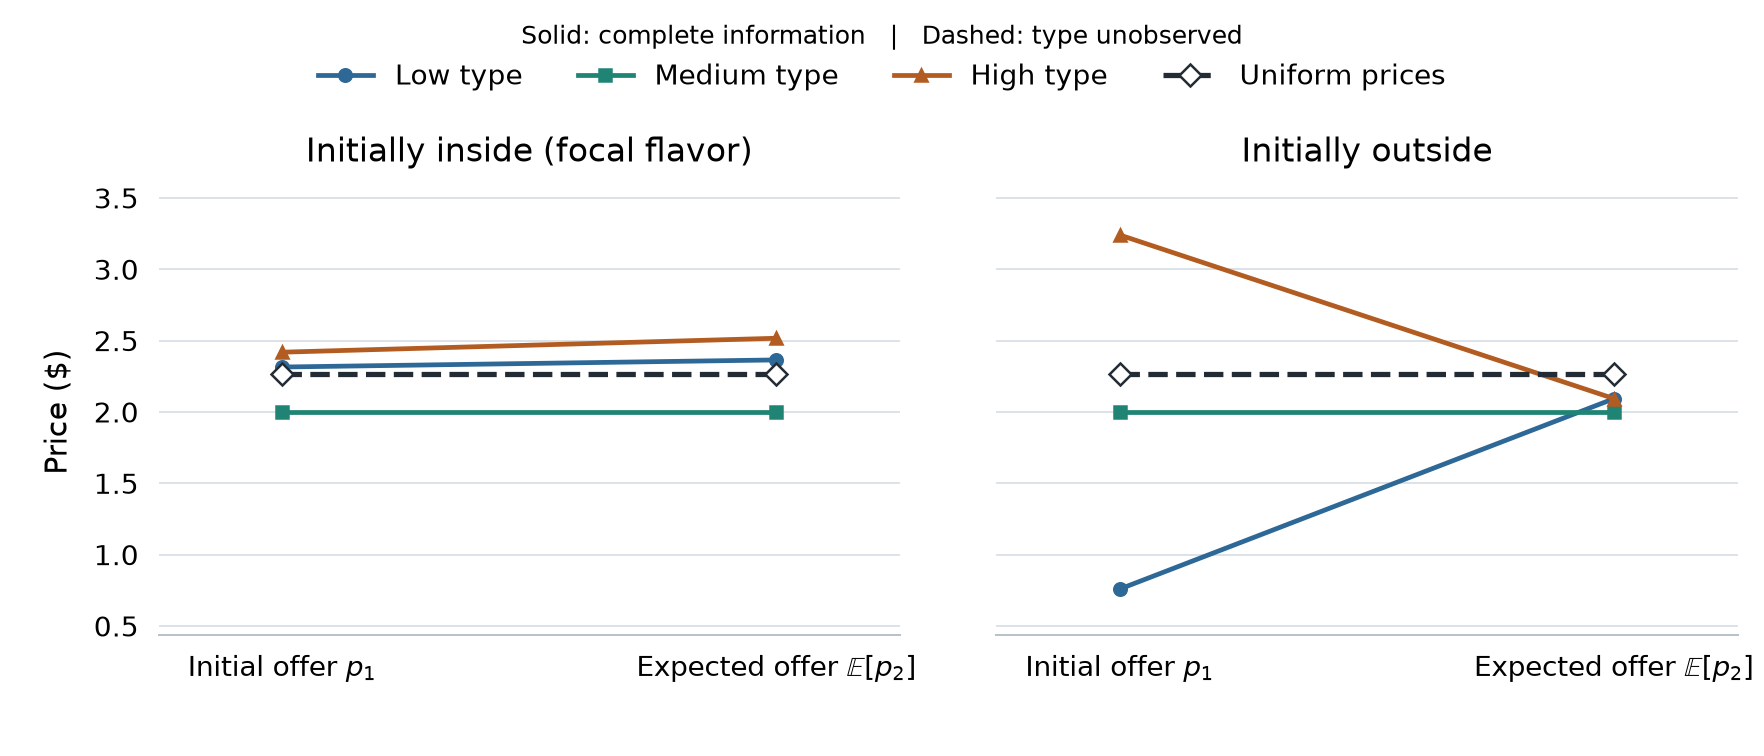 Solid: complete information | Dashed: type unobserved
Low type Medium type High type Uniform prices
Initially inside (focal flavor) Initially outside
Price ($)
3.5
3.0
2.5
2.0
1.5
1.0
0.5
Initial offer p₁ Expected offer 𝔼[p₂] Initial offer p₁ Expected offer 𝔼[p₂]